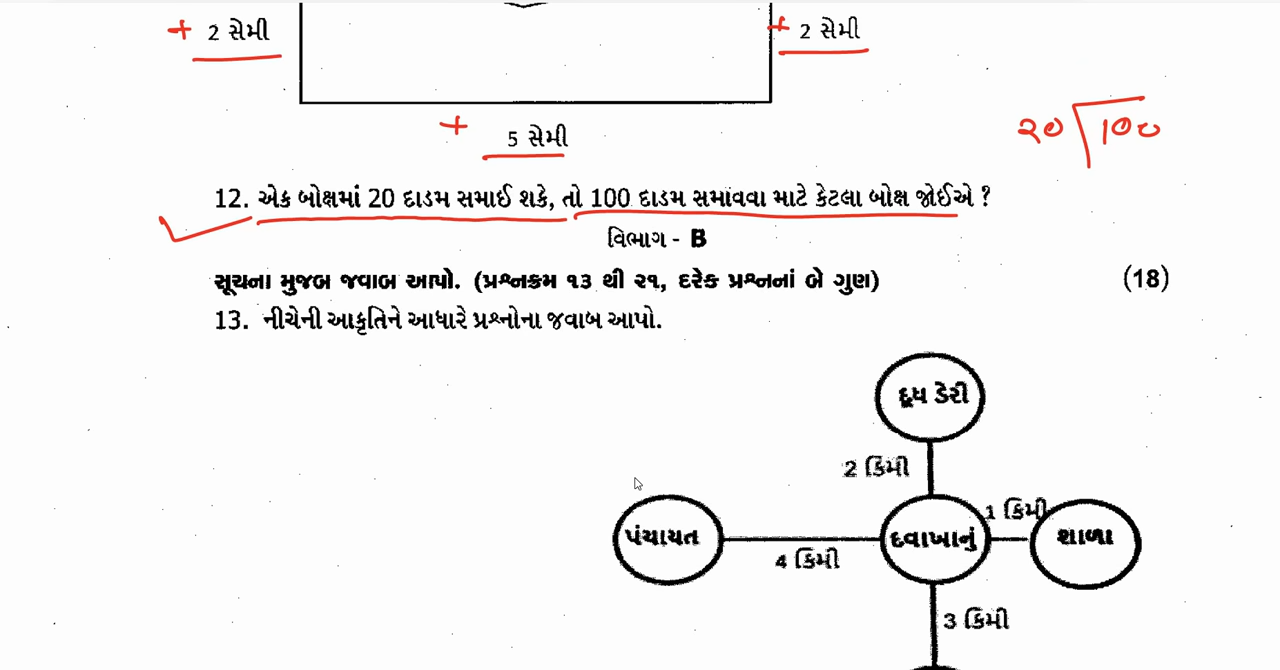 + 2 સેમી
+ 2 સેમી
+ 5 સેમી
૨૦ ૧૦૦
12. એક બોક્ષમાં 20 દાડમ સમાઈ શકે, તો 100 દાડમ સમાવવા માટે કેટલા બોક્ષ જોઈએ ?
વિભાગ - B
સૂચના મુજબ જવાબ આપો. (પ્રશ્નક્રમ ૧૩ થી ૨૧, દરેક પ્રશ્નનાં બે ગુણ) (18)
13. નીચેની આકૃતિને આધારે પ્રશ્નોના જવાબ આપો.
દૂધ ડેરી
2 કિમી
1 કિમી
પંચાયત
દવાખાનું
શાળા
4 કિમી
3 કિમી